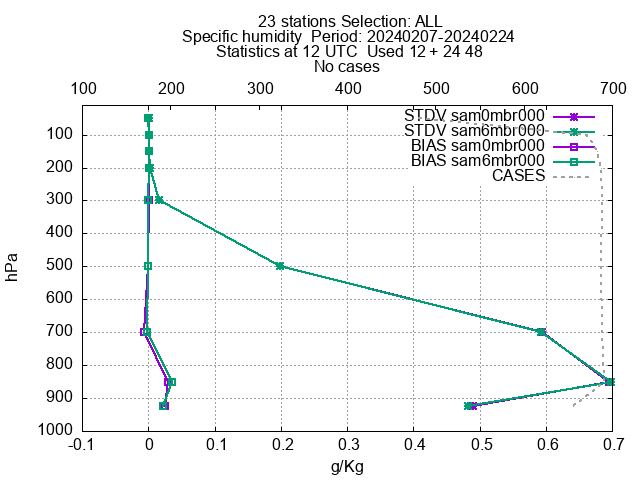 23 stations Selection: ALL
Specific humidity Period: 20240207-20240224
Statistics at 12 UTC Used 12 + 24 48
No cases
100 200 300 400 500 600 700
STDV sam0mbr000
STDV sam6mbr000
BIAS sam0mbr000
BIAS sam6mbr000
CASES
100
200
300
400
500
600
700
800
900
1000
hPa
-0.1 0 0.1 0.2 0.3 0.4 0.5 0.6 0.7
g/Kg